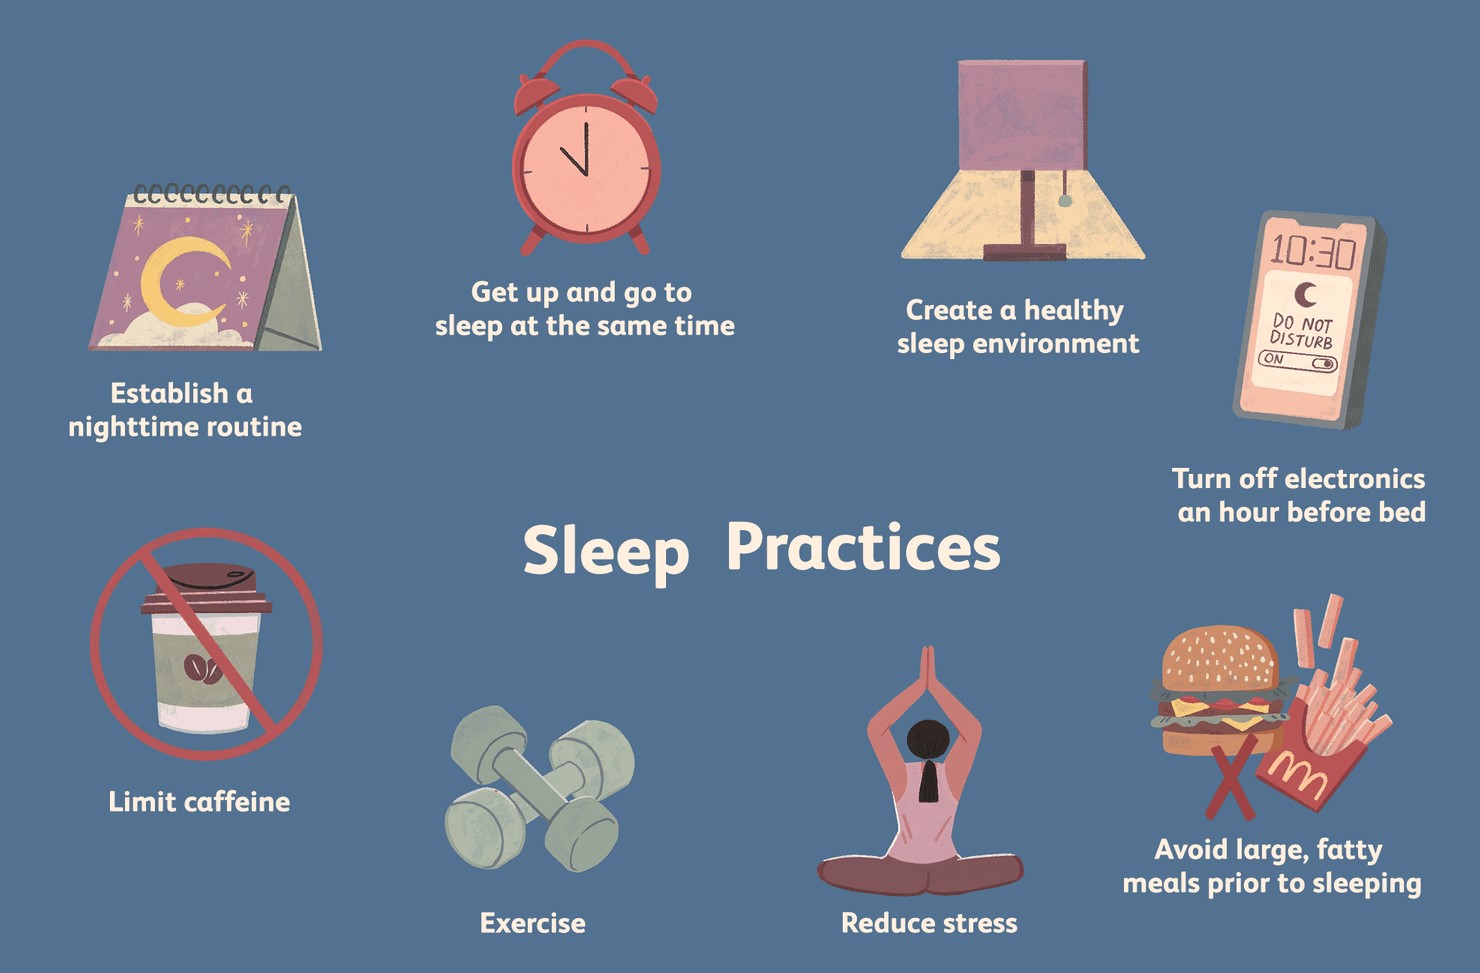 Get up and go to
sleep at the same time
Create a healthy
sleep environment
10:30
DO NOT
DISTURB
ON
Establish a
nighttime routine
Turn off electronics
an hour before bed
Sleep Practices
Limit caffeine
m
Avoid large, fatty
meals prior to sleeping
Exercise
Reduce stress